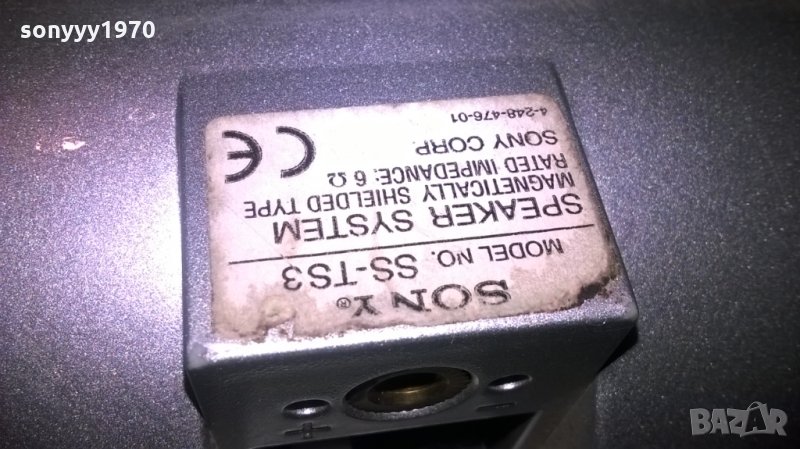 sonyyy1970
SONY®
MODEL NO. SS-TS3
SPEAKER SYSTEM
MAGNETICALLY SHIELDED TYPE
RATED IMPEDANCE: 6 Ω
SONY CORP.
CE
4-248-476-01
+ −
BAZAR